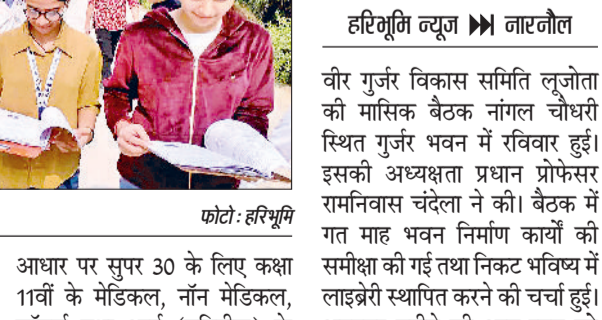 फोटो : हरिभूमि
आधार पर सुपर 30 के लिए कक्षा
11वीं के मेडिकल, नॉन मेडिकल,
हरिभूमि न्यूज नारनौल
वीर गुर्जर विकास समिति लूजोता
की मासिक बैठक नांगल चौधरी
स्थित गुर्जर भवन में रविवार हुई।
इसकी अध्यक्षता प्रधान प्रोफेसर
रामनिवास चंदेला ने की। बैठक में
गत माह भवन निर्माण कार्यों की
समीक्षा की गई तथा निकट भविष्य में
लाइब्रेरी स्थापित करने की चर्चा हुई।